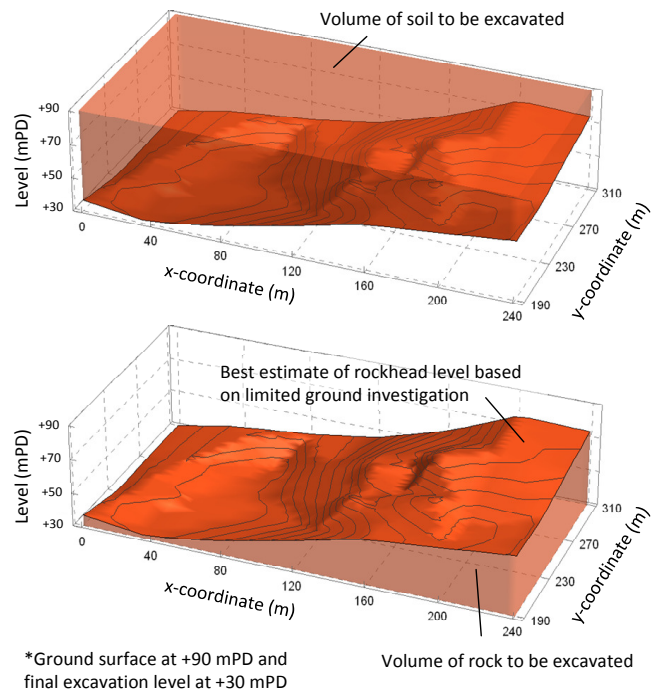 Volume of soil to be excavated
+90
+70
+50
+30
Level (mPD)
0
40
80
120
160
200
240
x-coordinate (m)
190
230
270
310
y-coordinate (m)
Best estimate of rockhead level based
on limited ground investigation
+90
+70
+50
+30
Level (mPD)
0
40
80
120
160
200
240
x-coordinate (m)
190
230
270
310
y-coordinate (m)
*Ground surface at +90 mPD and
final excavation level at +30 mPD
Volume of rock to be excavated